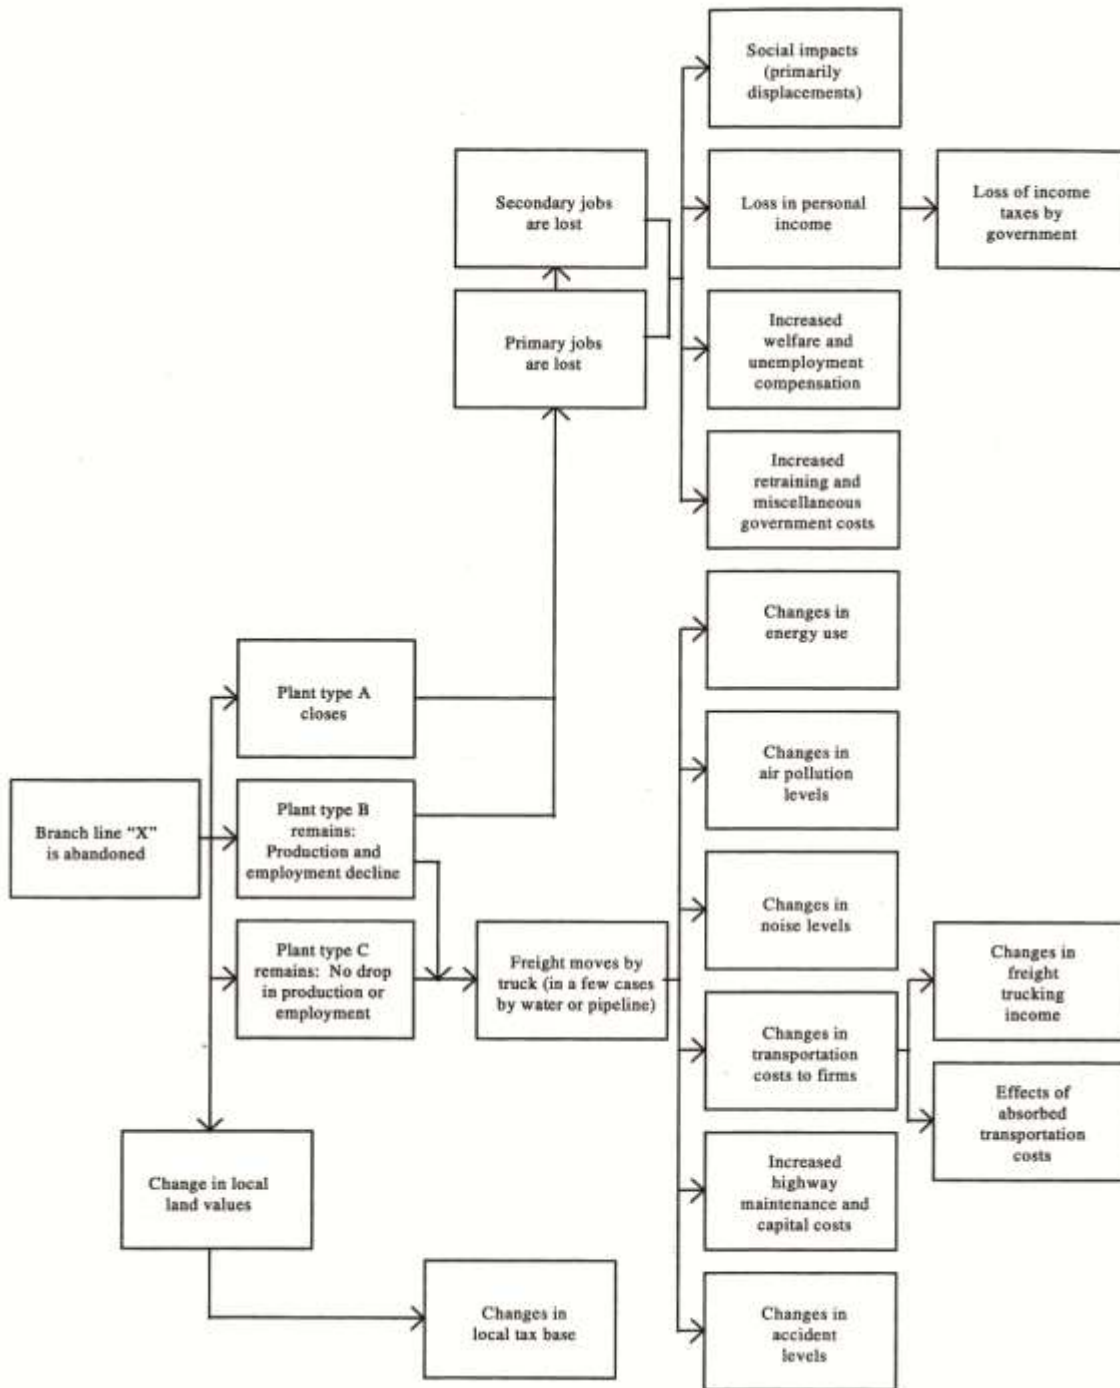 Social impacts
(primarily
displacements)
Secondary jobs
are lost
Loss in personal
income
Loss of income
taxes by
government
Primary jobs
are lost
Increased
welfare and
unemployment
compensation
Increased
retraining and
miscellaneous
government costs
Changes in
energy use
Plant type A
closes
Changes in
air pollution
levels
Branch line “X”
is abandoned
Plant type B
remains:
Production and
employment decline
Changes in
noise levels
Plant type C
remains: No drop
in production or
employment
Freight moves by
truck (in a few cases
by water or pipeline)
Changes in
freight
trucking
income
Changes in
transportation
costs to firms
Effects of
absorbed
transportation
costs
Change in local
land values
Increased
highway
maintenance and
capital costs
Changes in
local tax base
Changes in
accident
levels